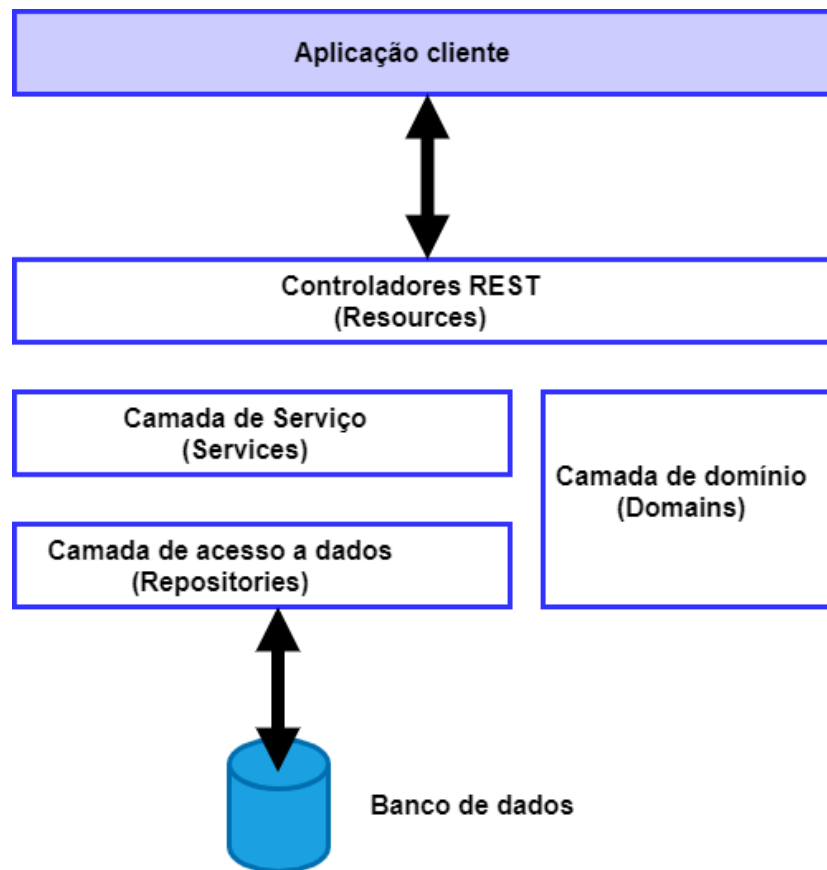 Aplicação cliente
Controladores REST
(Resources)
Camada de Serviço
(Services)
Camada de domínio
(Domains)
Camada de acesso a dados
(Repositories)
Banco de dados